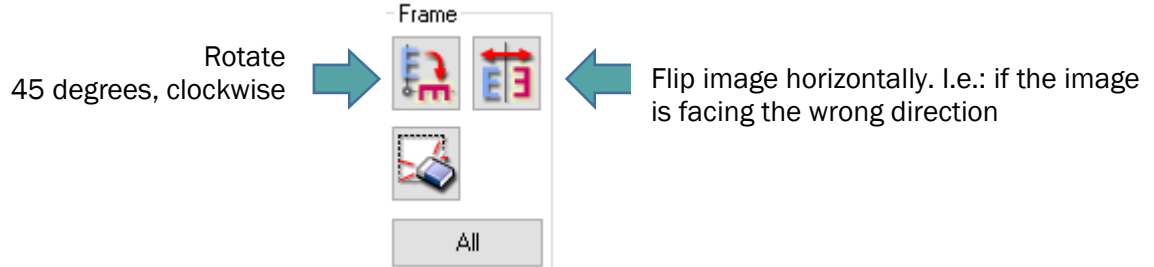 Frame
Rotate
45 degrees, clockwise
E E
E E
Flip image horizontally. I.e.: if the image
is facing the wrong direction
All